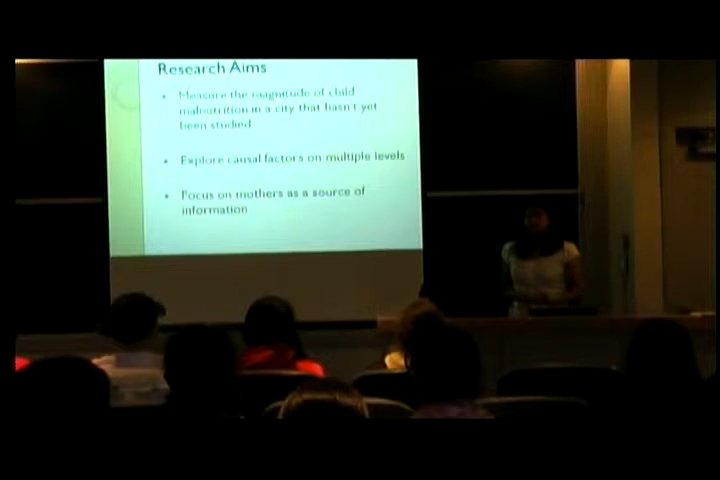 Research Aims
Measure the magnitude of child
malnutrition in a city that hasn't yet
been studied
Explore causal factors on multiple levels
Focus on mothers as a source of
information